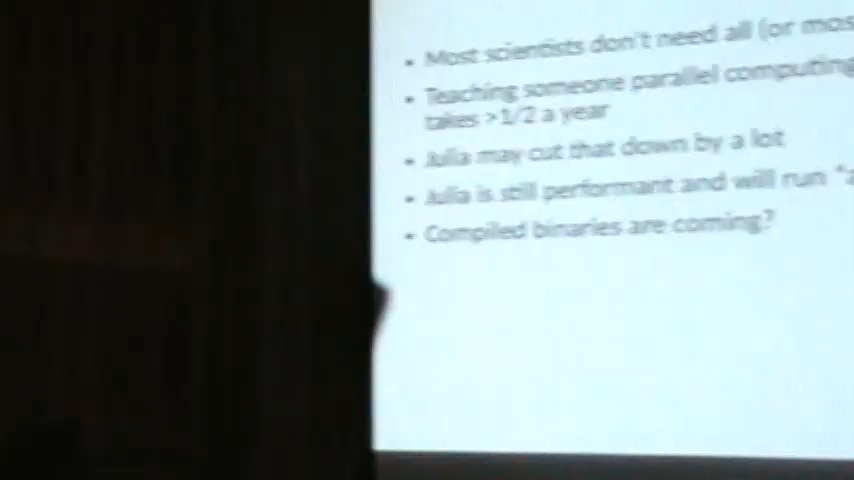 • Most scientists don't need all (or mos
• Teaching someone parallel computing
takes >1/2 a year
• Julia may cut that down by a lot
• Julia is still performant and will run "a
• Compiled binaries are coming?